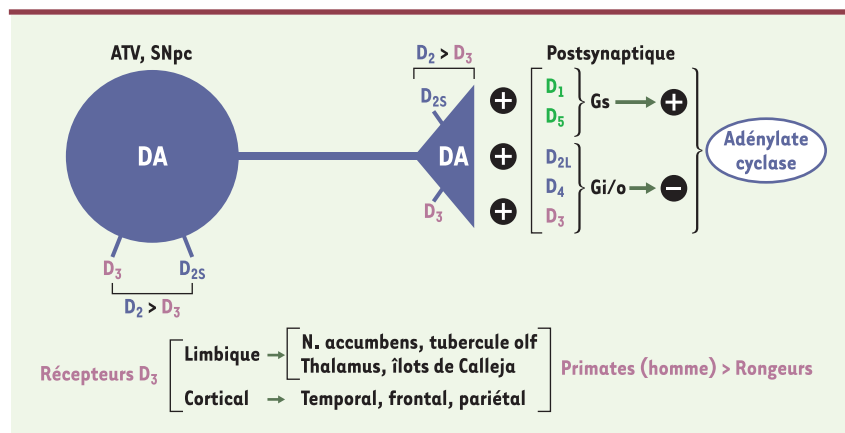 ATV, SNpc
D2 > D3
Postsynaptique
D2S
DA
DA
D3
D3
D2S
D2 > D3
+
+
+
D1
D5
Gs
+
D2L
D4
D3
Gi/o
−
Adénylate
cyclase
Récepteurs D3
Limbique
N. accumbens, tubercule olf
Thalamus, îlots de Calleja
Cortical
Temporal, frontal, pariétal
Primates (homme) > Rongeurs